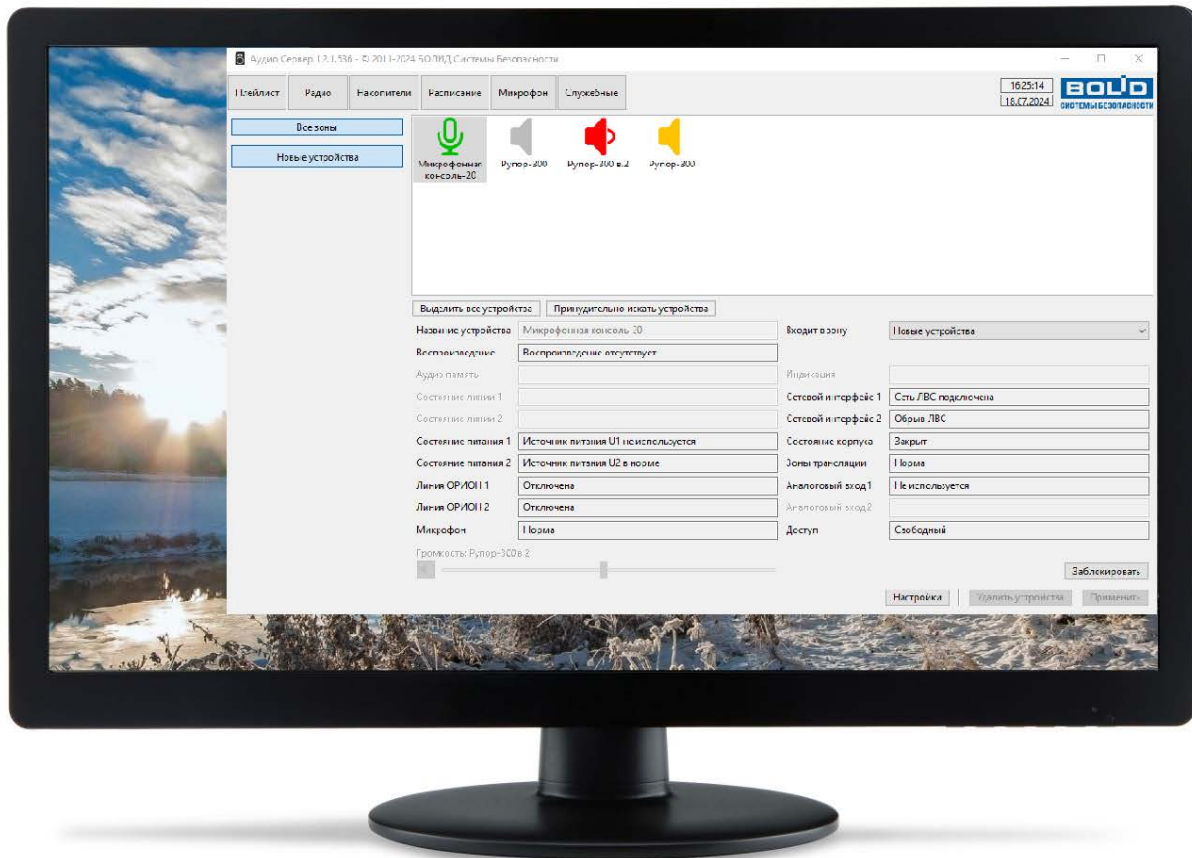 Аудио Сервер 1.2.1.536 - © 2011-2024 БОЛИД Системы Безопасности
Плейлист Радио Накопители Расписание Микрофон Служебные
16:25:14
18.07.2024
BOLID
СИСТЕМЫ БЕЗОПАСНОСТИ
Все зоны
Новые устройства
Микрофонная консоль-20
Рупор-300
Рупор-300 в.2
Рупор-300
Выделить все устройства Принудительно искать устройства
Название устройства Микрофонная консоль-20 Входит в зону Новые устройства
Воспроизведение Воспроизведение отсутствует
Аудио память Индикация
Состояние линии 1 Сетевой интерфейс 1 Сеть ЛВС подключена
Состояние линии 2 Сетевой интерфейс 2 Обрыв ЛВС
Состояние питания 1 Источник питания U1 не используется Состояние корпуса Закрыт
Состояние питания 2 Источник питания U2 в норме Зоны трансляции Норма
Линия ОРИОН 1 Отключена Аналоговый вход 1 Не используется
Линия ОРИОН 2 Отключена Аналоговый вход 2
Микрофон Норма Доступ Свободный
Громкость: Рупор-300 в.2
Заблокировать
Настройки Удалить устройства Применить